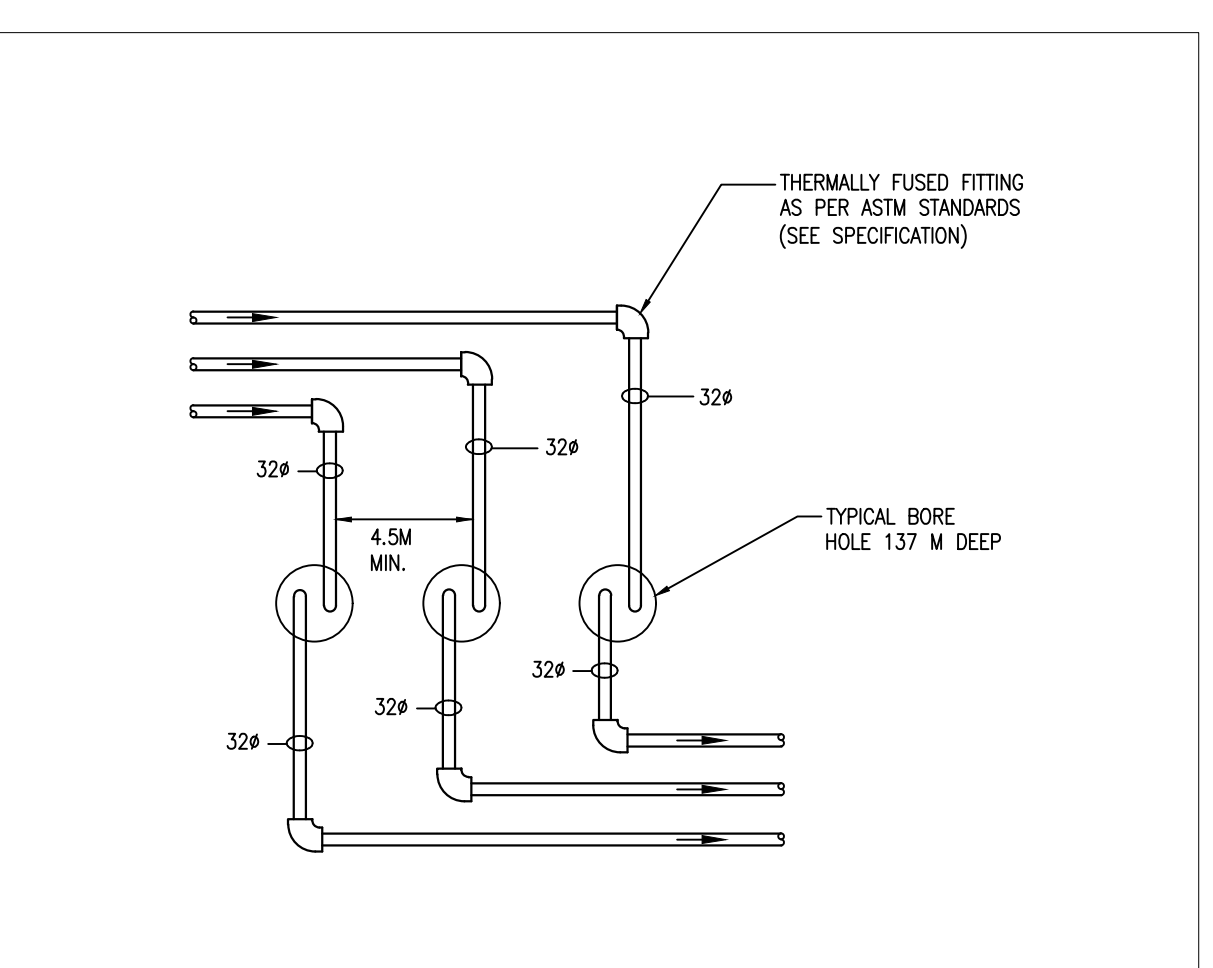 THERMALLY FUSED FITTING
AS PER ASTM STANDARDS
(SEE SPECIFICATION)
32ø
32ø
32ø
TYPICAL BORE
HOLE 137 M DEEP
4.5M
MIN.
32ø
32ø
32ø